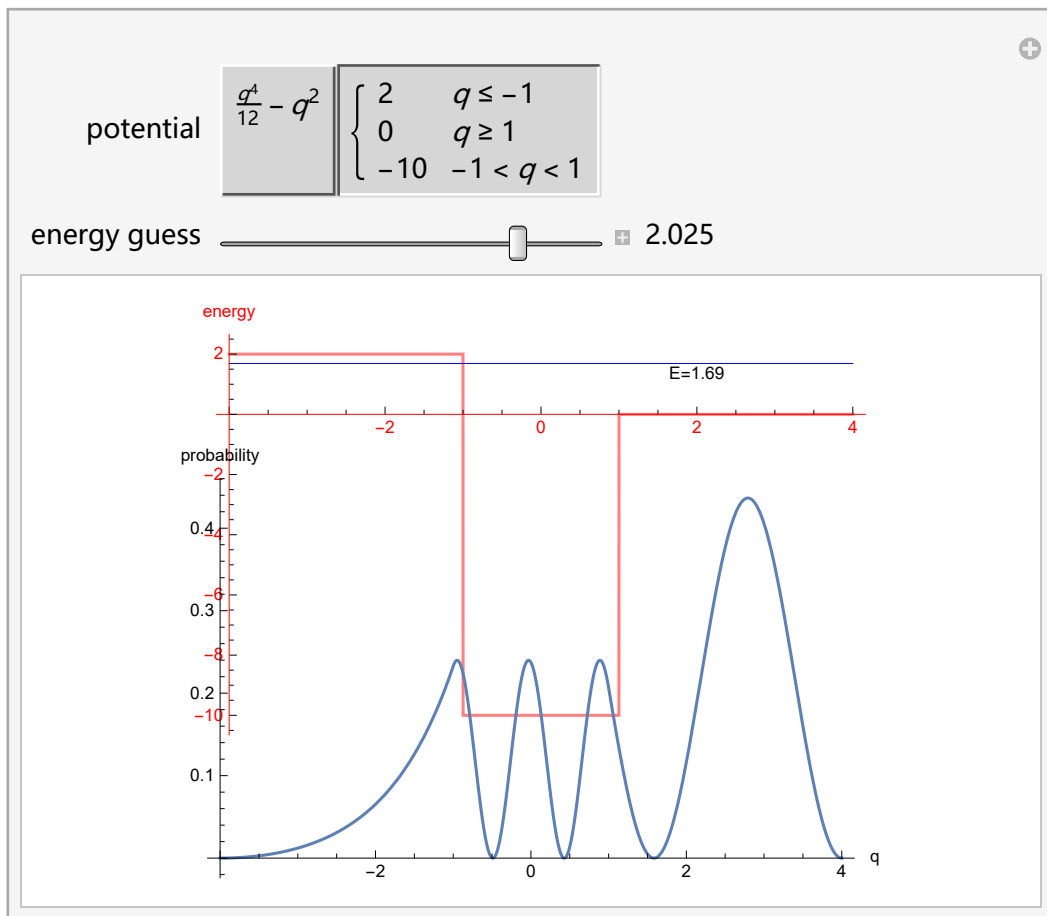 potential
q⁴/12 − q²
2 q ≤ −1
0 q ≥ 1
−10 −1 < q < 1
energy guess 2.025
energy
2
E=1.69
−2 0 2 4
probability
−2
0.4
−4
−6
0.3
−8
0.2
−10
0.1
−2 0 2 4 q